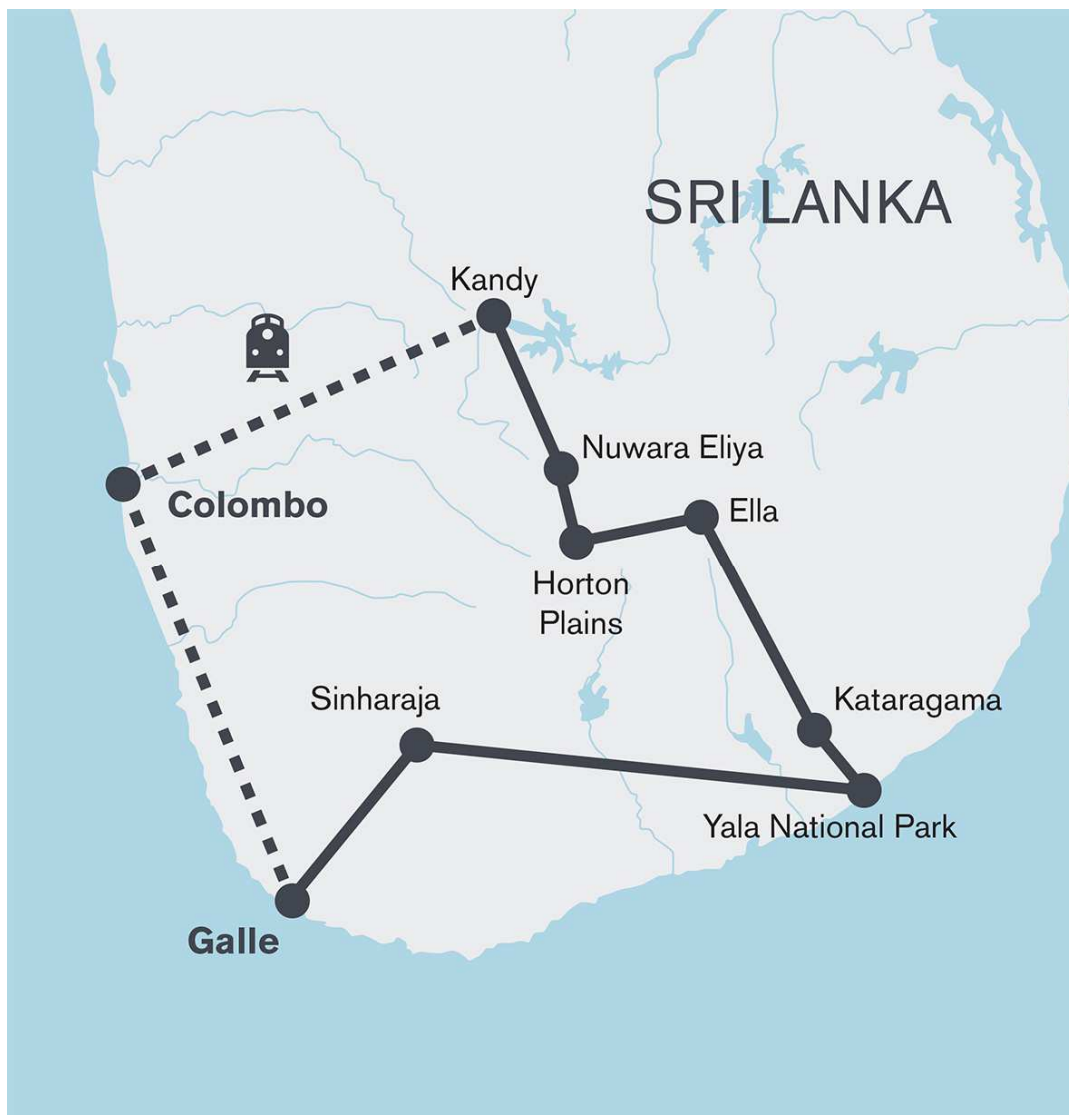 SRI LANKA
Kandy
Nuwara Eliya
Ella
Colombo
Horton
Plains
Sinharaja
Kataragama
Yala National Park
Galle